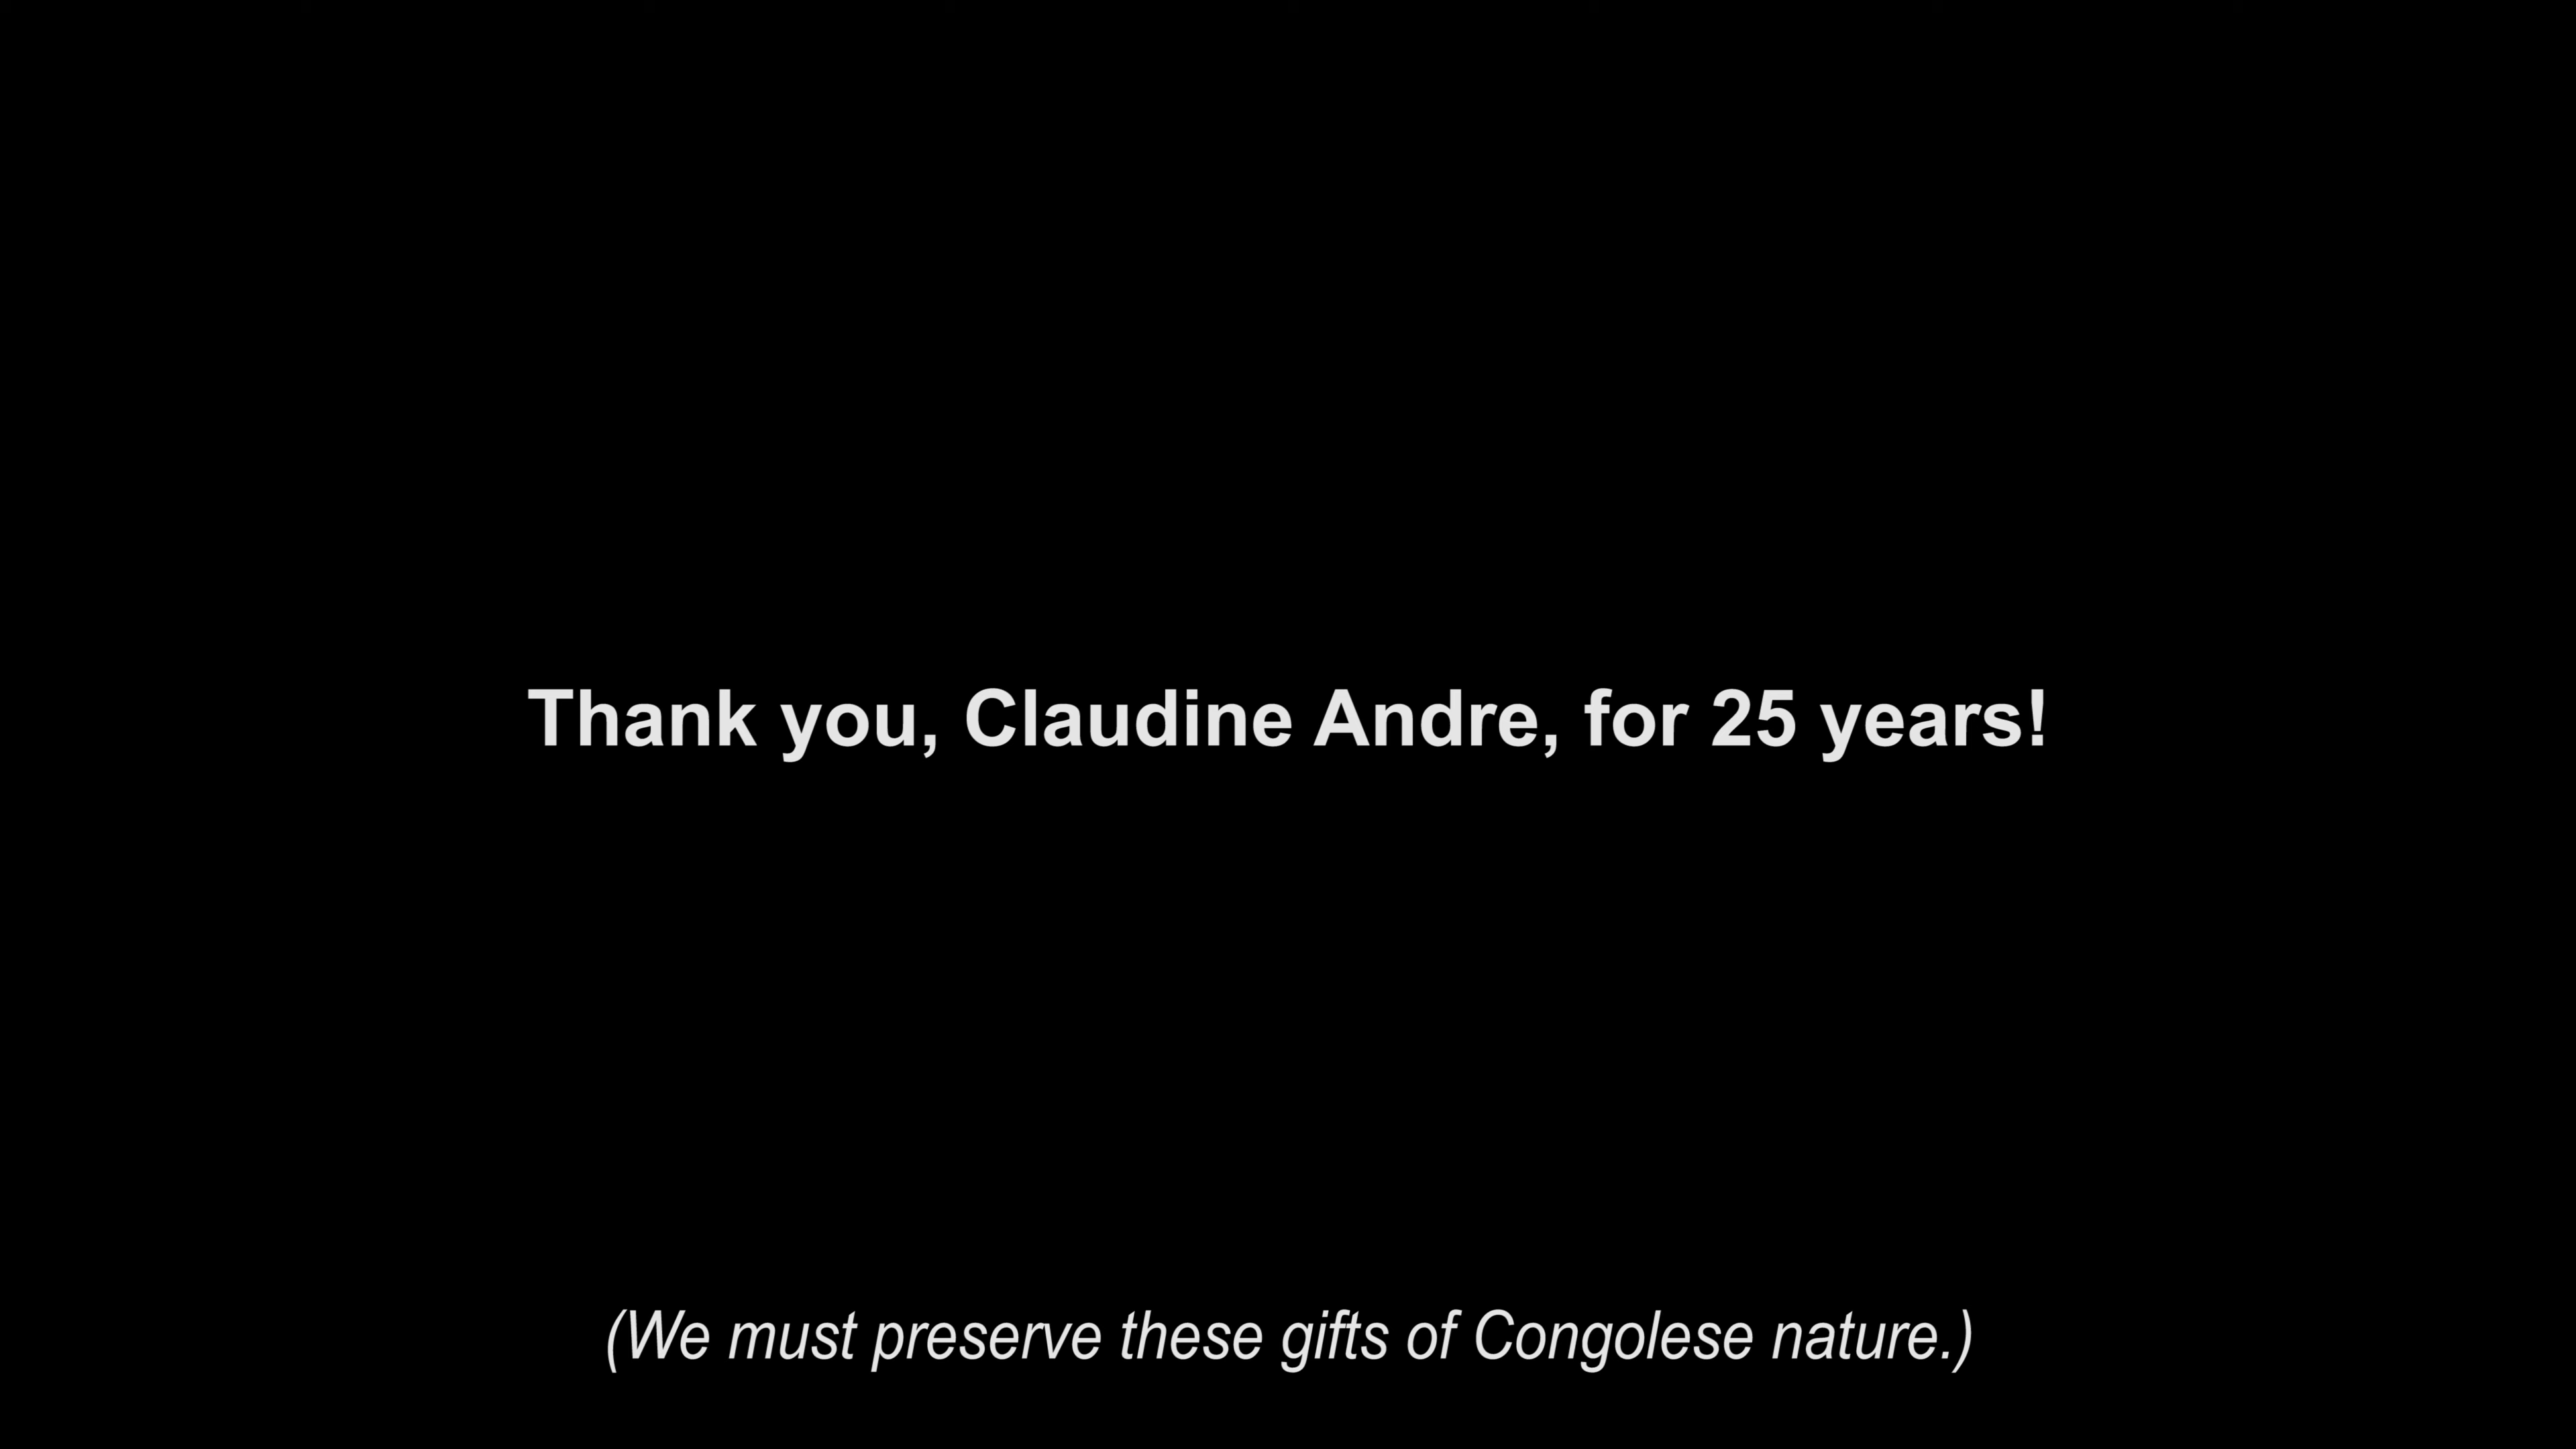 Thank you, Claudine Andre, for 25 years!
(We must preserve these gifts of Congolese nature.)